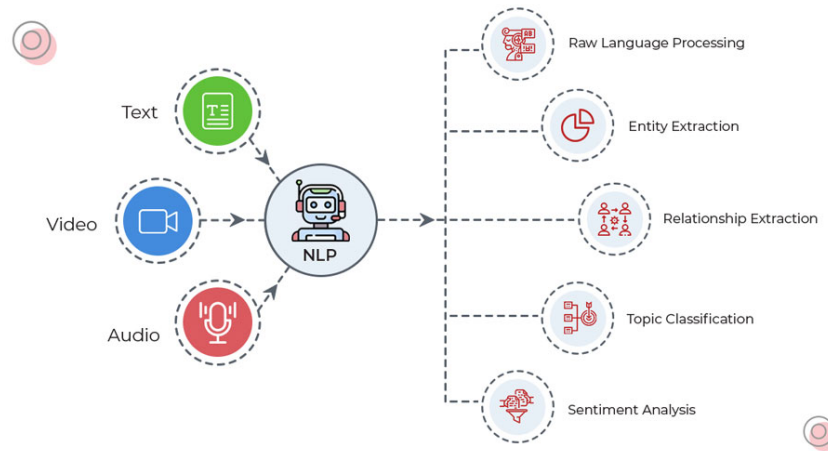 Text
Video
Audio
NLP
Raw Language Processing
Entity Extraction
Relationship Extraction
Topic Classification
Sentiment Analysis